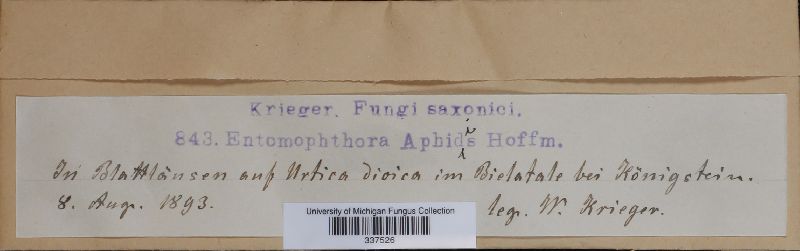 Krieger, Fungi saxonici.
843. Entomophthora Aphidis Hoffm.
In Blattläusen auf Urtica dioica im Bielatale bei Königstein.
8. Aug. 1893.
leg. W. Krieger.
University of Michigan Fungus Collection
337526